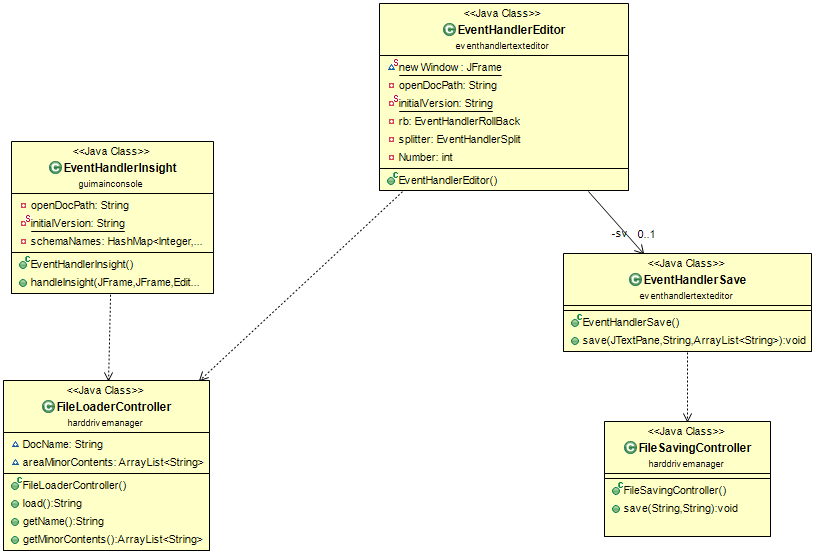 <<Java Class>>
EventHandlerEditor
eventhandlertexteditor
new Window : JFrame
openDocPath: String
initialVersion: String
rb: EventHandlerRollBack
splitter: EventHandlerSplit
Number: int
EventHandlerEditor()
<<Java Class>>
EventHandlerInsight
guimainconsole
openDocPath: String
initialVersion: String
schemaNames: HashMap<Integer,...
EventHandlerInsight()
handleInsight(JFrame,JFrame,Edit...
-sv 0..1
<<Java Class>>
EventHandlerSave
eventhandlertexteditor
EventHandlerSave()
save(JTextPane,String,ArrayList<String>):void
<<Java Class>>
FileLoaderController
harddrivemanager
DocName: String
areaMinorContents: ArrayList<String>
FileLoaderController()
load():String
getName():String
getMinorContents():ArrayList<String>
<<Java Class>>
FileSavingController
harddrivemanager
FileSavingController()
save(String,String):void